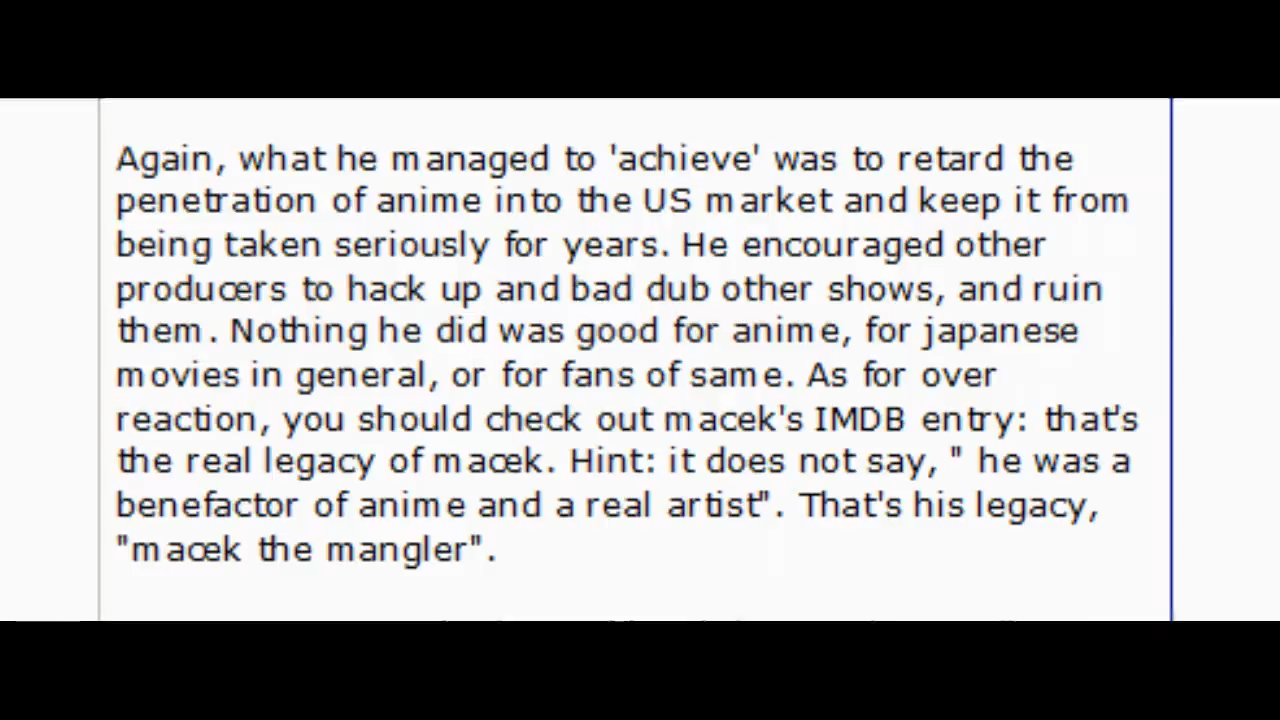 Again, what he managed to 'achieve' was to retard the
penetration of anime into the US market and keep it from
being taken seriously for years. He encouraged other
producers to hack up and bad dub other shows, and ruin
them. Nothing he did was good for anime, for japanese
movies in general, or for fans of same. As for over
reaction, you should check out macek's IMDB entry: that's
the real legacy of macek. Hint: it does not say, " he was a
benefactor of anime and a real artist". That's his legacy,
"macek the mangler".